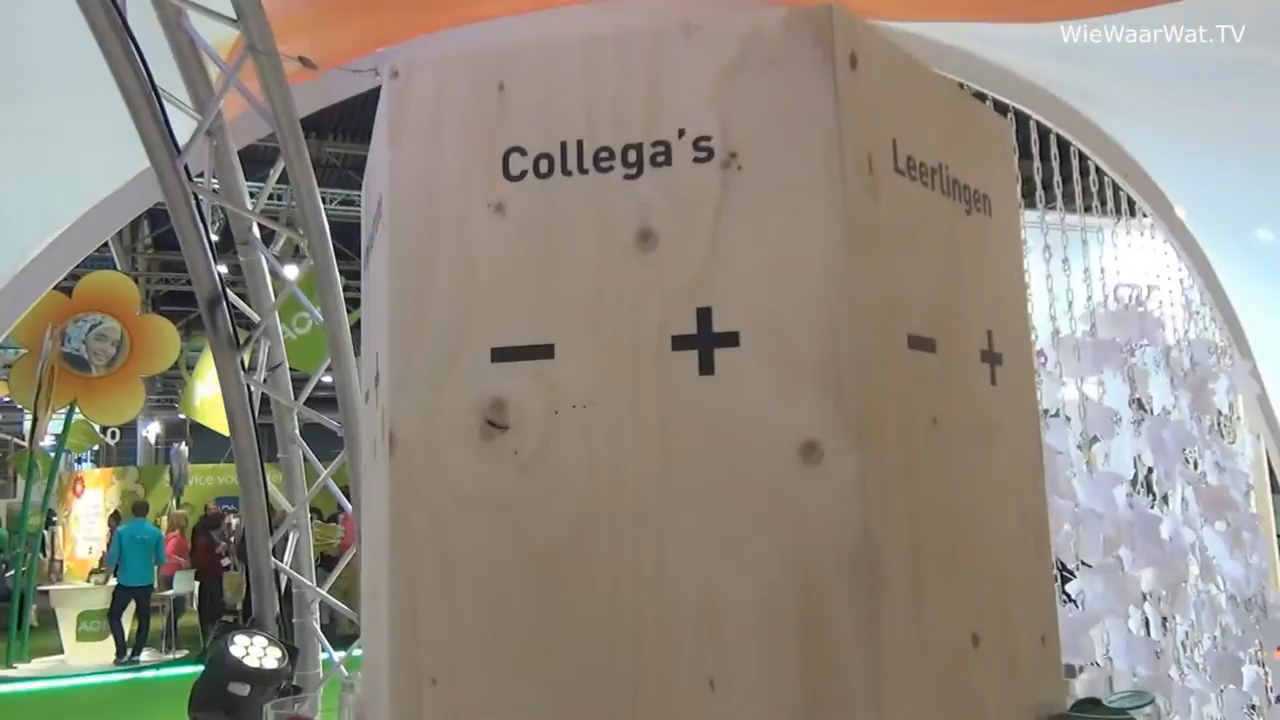 WieWaarWat.TV
Collega's
Leerlingen
− +
− +